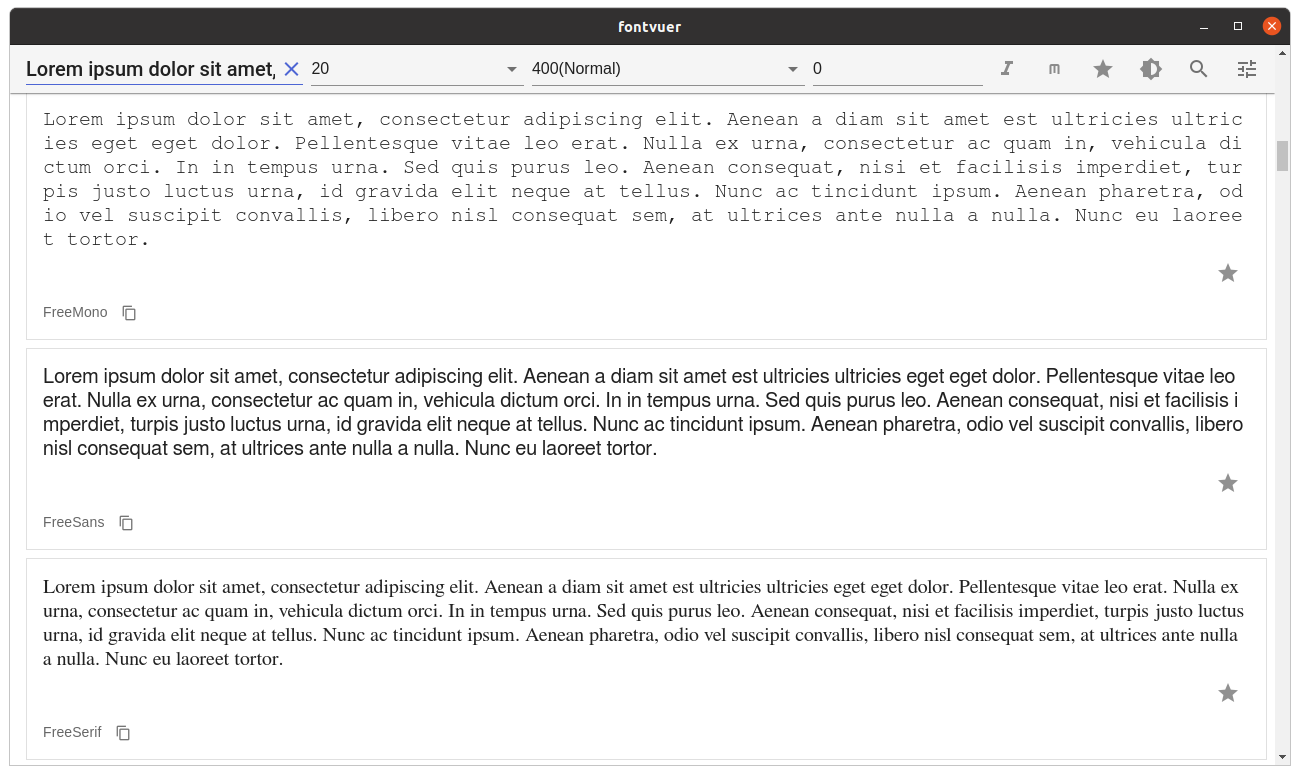 fontvuer
Lorem ipsum dolor sit amet, 20 400(Normal) 0
Lorem ipsum dolor sit amet, consectetur adipiscing elit. Aenean a diam sit amet est ultricies ultric
ies eget eget dolor. Pellentesque vitae leo erat. Nulla ex urna, consectetur ac quam in, vehicula di
ctum orci. In in tempus urna. Sed quis purus leo. Aenean consequat, nisi et facilisis imperdiet, tur
pis justo luctus urna, id gravida elit neque at tellus. Nunc ac tincidunt ipsum. Aenean pharetra, od
io vel suscipit convallis, libero nisl consequat sem, at ultrices ante nulla a nulla. Nunc eu laoree
t tortor.
FreeMono
Lorem ipsum dolor sit amet, consectetur adipiscing elit. Aenean a diam sit amet est ultricies ultricies eget eget dolor. Pellentesque vitae leo
erat. Nulla ex urna, consectetur ac quam in, vehicula dictum orci. In in tempus urna. Sed quis purus leo. Aenean consequat, nisi et facilisis i
mperdiet, turpis justo luctus urna, id gravida elit neque at tellus. Nunc ac tincidunt ipsum. Aenean pharetra, odio vel suscipit convallis, libero
nisl consequat sem, at ultrices ante nulla a nulla. Nunc eu laoreet tortor.
FreeSans
Lorem ipsum dolor sit amet, consectetur adipiscing elit. Aenean a diam sit amet est ultricies ultricies eget eget dolor. Pellentesque vitae leo erat. Nulla ex
urna, consectetur ac quam in, vehicula dictum orci. In in tempus urna. Sed quis purus leo. Aenean consequat, nisi et facilisis imperdiet, turpis justo luctus
urna, id gravida elit neque at tellus. Nunc ac tincidunt ipsum. Aenean pharetra, odio vel suscipit convallis, libero nisl consequat sem, at ultrices ante nulla
a nulla. Nunc eu laoreet tortor.
FreeSerif